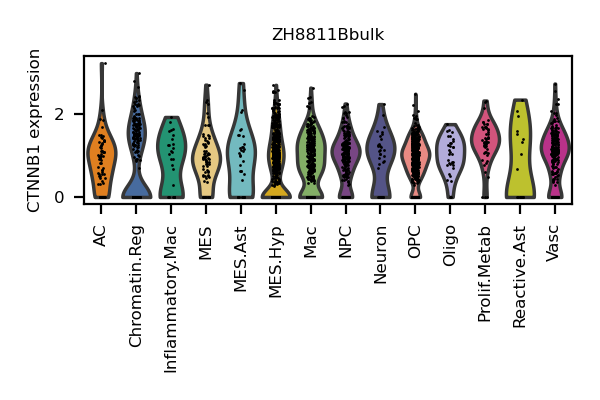 ZH8811Bbulk
CTNNB1 expression
2
0
AC
Chromatin.Reg
Inflammatory.Mac
MES
MES.Ast
MES.Hyp
Mac
NPC
Neuron
OPC
Oligo
Prolif.Metab
Reactive.Ast
Vasc